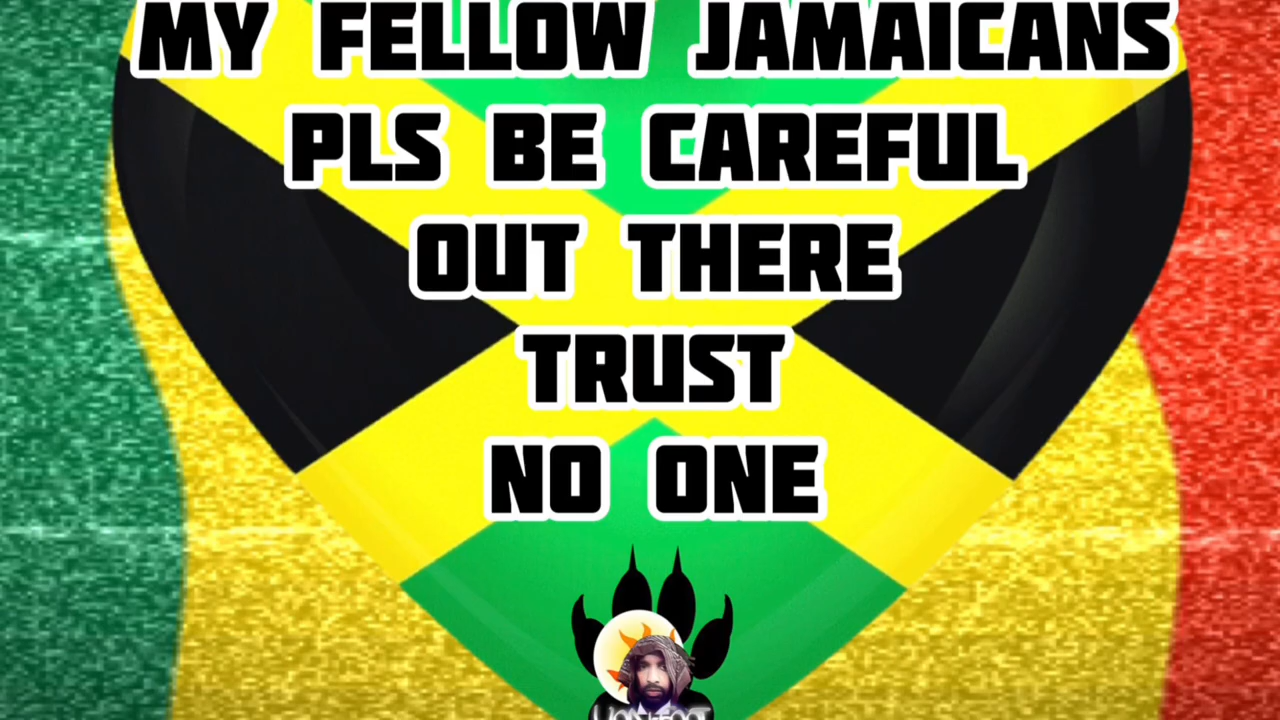 MY FELLOW JAMAICANS
PLS BE CAREFUL
OUT THERE
TRUST
NO ONE